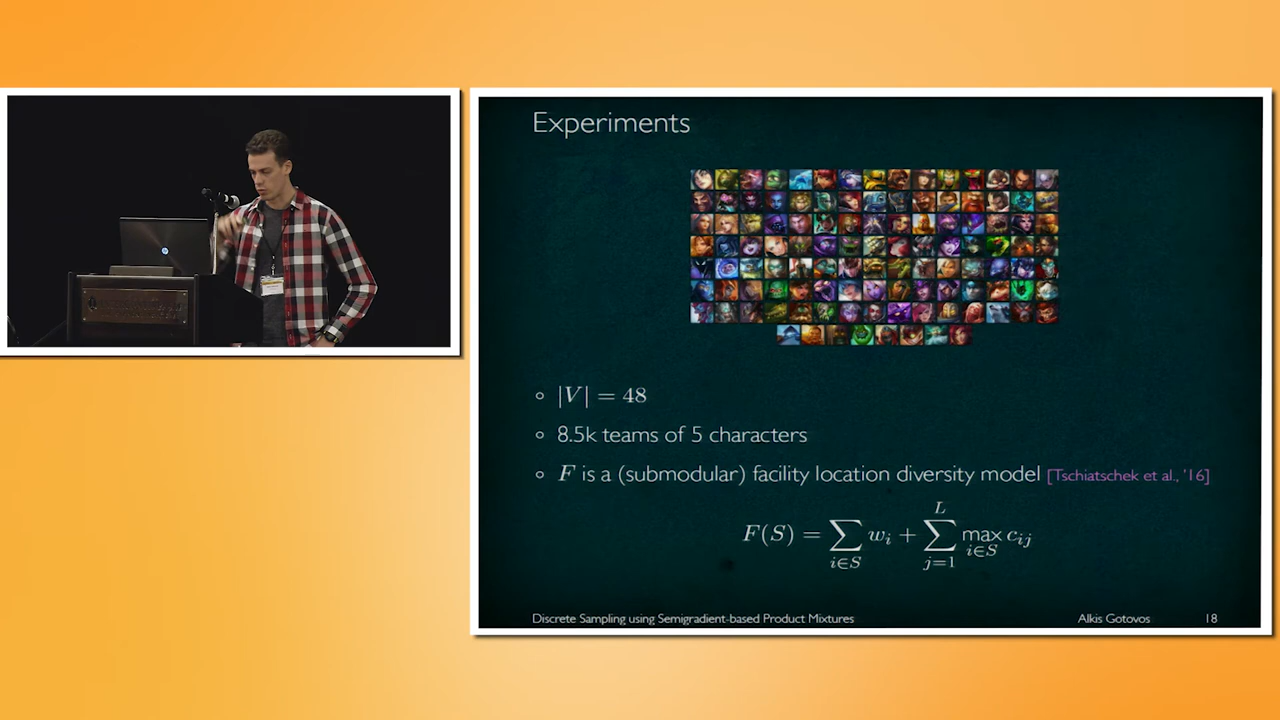 Experiments
|V| = 48
8.5k teams of 5 characters
F is a (submodular) facility location diversity model [Tschiatschek et al., '16]
F(S) = ∑_{i∈S} w_i + ∑_{j=1}^{L} max_{i∈S} c_{ij}
Discrete Sampling using Semigradient-based Product Mixtures Alkis Gotovos 18